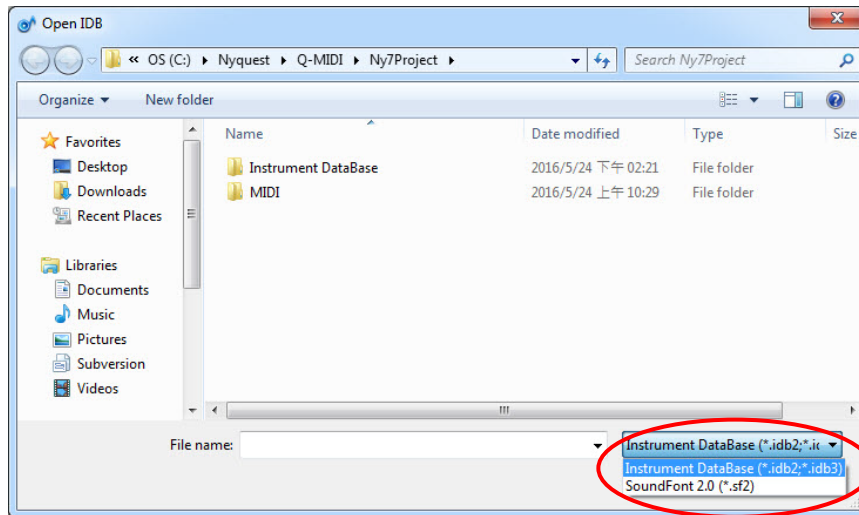 Open IDB
« OS (C:) Nyquest Q-MIDI Ny7Project Search Ny7Project
Organize New folder
Favorites
Desktop
Downloads
Recent Places
Libraries
Documents
Music
Pictures
Subversion
Videos
Name Date modified Type Size
Instrument DataBase 2016/5/24 下午 02:21 File folder
MIDI 2016/5/24 上午 10:29 File folder
File name: Instrument DataBase (*.idb2;*.ic
Instrument DataBase (*.idb2;*.idb3)
SoundFont 2.0 (*.sf2)